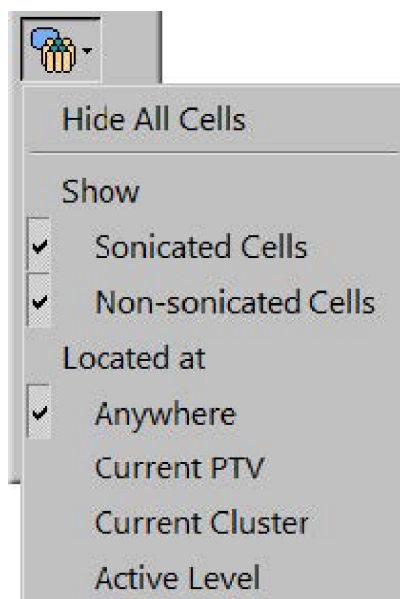 Hide All Cells
Show
Sonicated Cells
Non-sonicated Cells
Located at
Anywhere
Current PTV
Current Cluster
Active Level